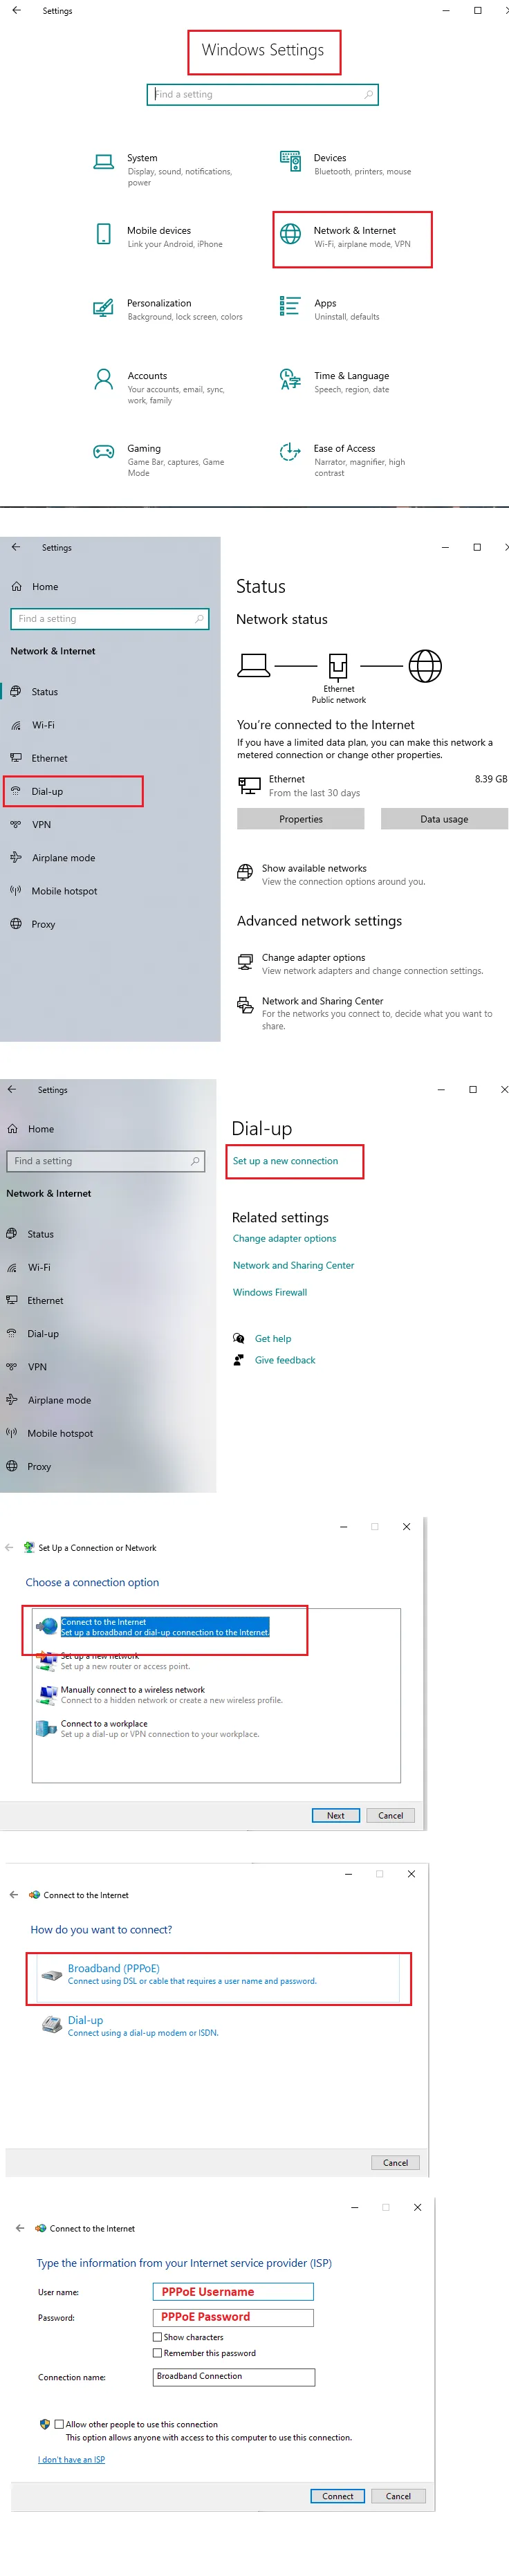 Settings
Windows Settings
Find a setting
System
Display, sound, notifications,
power
Devices
Bluetooth, printers, mouse
Mobile devices
Link your Android, iPhone
Network & Internet
Wi-Fi, airplane mode, VPN
Personalization
Background, lock screen, colors
Apps
Uninstall, defaults
Accounts
Your accounts, email, sync,
work, family
Time & Language
Speech, region, date
Gaming
Game Bar, captures, Game
Mode
Ease of Access
Narrator, magnifier, high
contrast
Settings
Home
Find a setting
Network & Internet
Status
Wi-Fi
Ethernet
Dial-up
VPN
Airplane mode
Mobile hotspot
Proxy
Status
Network status
Ethernet
Public network
You're connected to the Internet
If you have a limited data plan, you can make this network a
metered connection or change other properties.
Ethernet
8.39 GB
From the last 30 days
Properties
Data usage
Show available networks
View the connection options around you.
Advanced network settings
Change adapter options
View network adapters and change connection settings.
Network and Sharing Center
For the networks you connect to, decide what you want to
share.
Settings
Home
Find a setting
Network & Internet
Status
Wi-Fi
Ethernet
Dial-up
VPN
Airplane mode
Mobile hotspot
Proxy
Dial-up
Set up a new connection
Related settings
Change adapter options
Network and Sharing Center
Windows Firewall
Get help
Give feedback
Set Up a Connection or Network
Choose a connection option
Connect to the Internet
Set up a broadband or dial-up connection to the Internet.
Set up a new network
Set up a new router or access point.
Manually connect to a wireless network
Connect to a hidden network or create a new wireless profile.
Connect to a workplace
Set up a dial-up or VPN connection to your workplace.
Next
Cancel
Connect to the Internet
How do you want to connect?
Broadband (PPPoE)
Connect using DSL or cable that requires a user name and password.
Dial-up
Connect using a dial-up modem or ISDN.
Cancel
Connect to the Internet
Type the information from your Internet service provider (ISP)
User name:
PPPoE Username
Password:
PPPoE Password
Show characters
Remember this password
Connection name:
Broadband Connection
Allow other people to use this connection
This option allows anyone with access to this computer to use this connection.
I don't have an ISP
Connect
Cancel